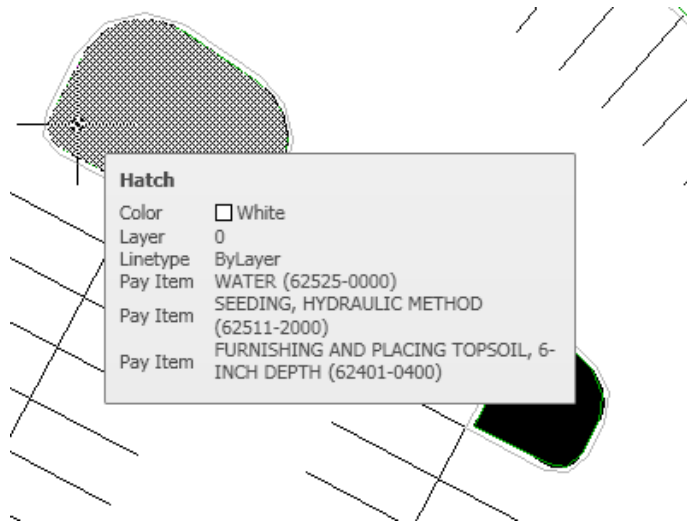 Hatch
Color White
Layer 0
Linetype ByLayer
Pay Item WATER (62525-0000)
Pay Item SEEDING, HYDRAULIC METHOD
(62511-2000)
Pay Item FURNISHING AND PLACING TOPSOIL, 6-
INCH DEPTH (62401-0400)